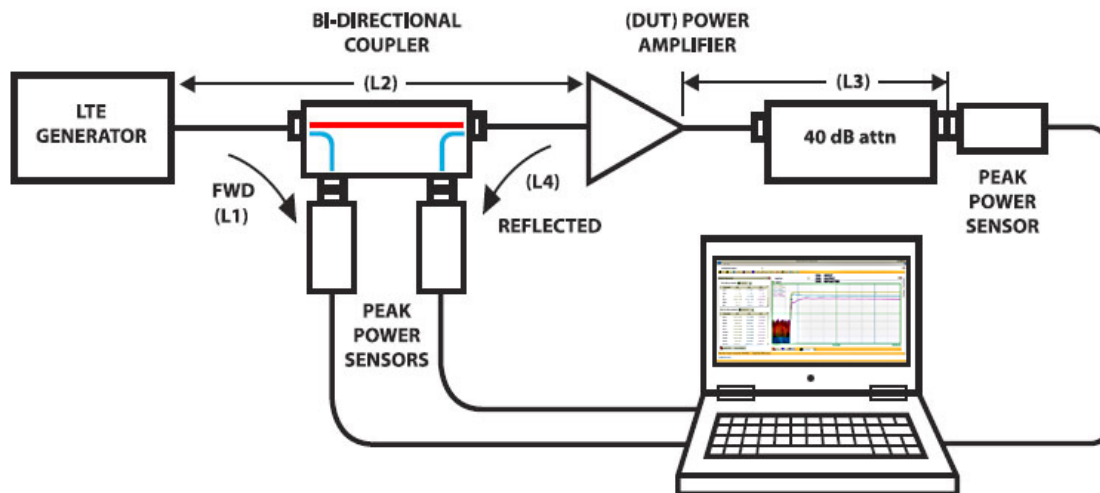 BI-DIRECTIONAL
COUPLER
(DUT) POWER
AMPLIFIER
(L2)
(L3)
LTE
GENERATOR
40 dB attn
FWD
(L1)
(L4)
REFLECTED
PEAK
POWER
SENSOR
PEAK
POWER
SENSORS